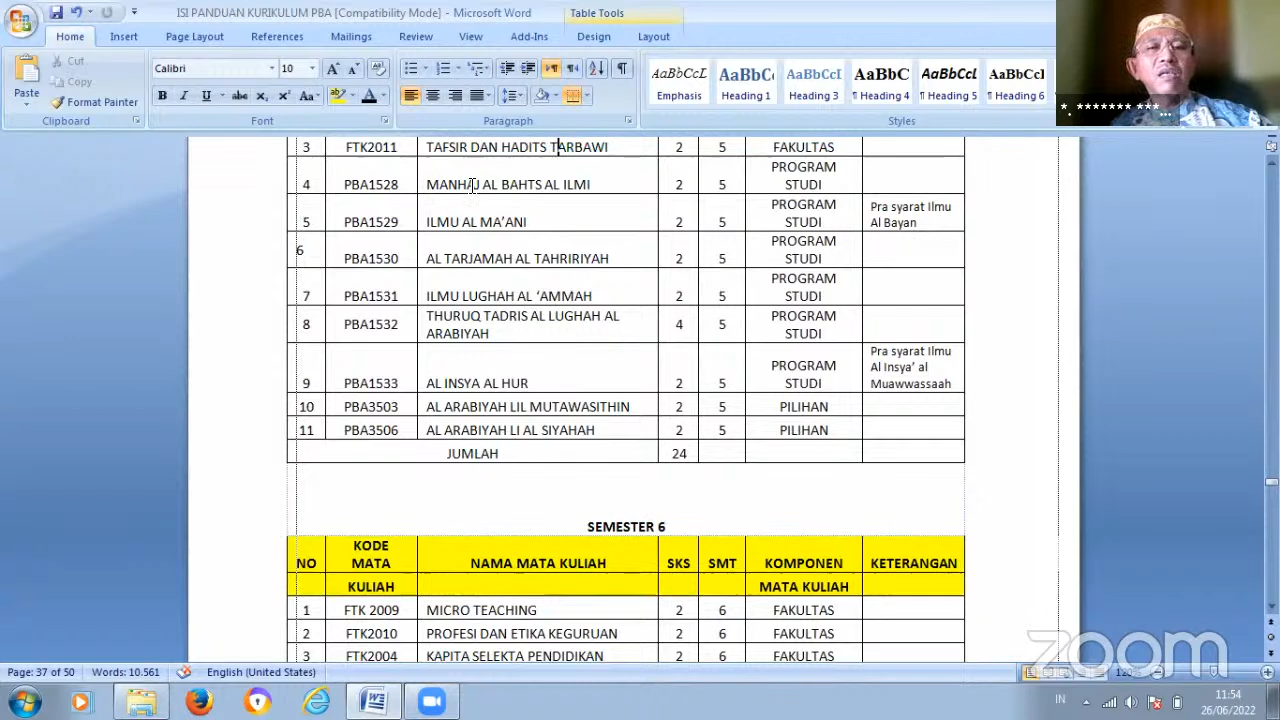 ISI PANDUAN KURIKULUM PBA [Compatibility Mode] - Microsoft Word
Table Tools
Home Insert Page Layout References Mailings Review View Add-Ins Design Layout
Paste
Cut
Copy
Format Painter
Clipboard
Calibri 10
Font
Paragraph
AaBbCcL AaBbC AaBbCcI AaBbCc AaBbCcI AaBbCc
Emphasis Heading 1 Heading 3 ¶ Heading 4 ¶ Heading 5 ¶ Heading 6
Styles
*. ******* ***...
3 FTK2011 TAFSIR DAN HADITS TARBAWI 2 5 FAKULTAS
4 PBA1528 MANHAJ AL BAHTS AL ILMI 2 5 PROGRAM STUDI
5 PBA1529 ILMU AL MA’ANI 2 5 PROGRAM STUDI Pra syarat Ilmu Al Bayan
6 PBA1530 AL TARJAMAH AL TAHRIRIYAH 2 5 PROGRAM STUDI
7 PBA1531 ILMU LUGHAH AL ‘AMMAH 2 5 PROGRAM STUDI
8 PBA1532 THURUQ TADRIS AL LUGHAH AL ARABIYAH 4 5 PROGRAM STUDI
9 PBA1533 AL INSYA AL HUR 2 5 PROGRAM STUDI Pra syarat Ilmu Al Insya’ al Muawwassaah
10 PBA3503 AL ARABIYAH LIL MUTAWASITHIN 2 5 PILIHAN
11 PBA3506 AL ARABIYAH LI AL SIYAHAH 2 5 PILIHAN
JUMLAH 24
SEMESTER 6
NO KODE MATA NAMA MATA KULIAH SKS SMT KOMPONEN KETERANGAN
KULIAH MATA KULIAH
1 FTK 2009 MICRO TEACHING 2 6 FAKULTAS
2 FTK2010 PROFESI DAN ETIKA KEGURUAN 2 6 FAKULTAS
3 FTK2004 KAPITA SELEKTA PENDIDIKAN 2 6 FAKULTAS
zoom
Page: 37 of 50 Words: 10.561 English (United States)
IN 11:54
26/06/2022